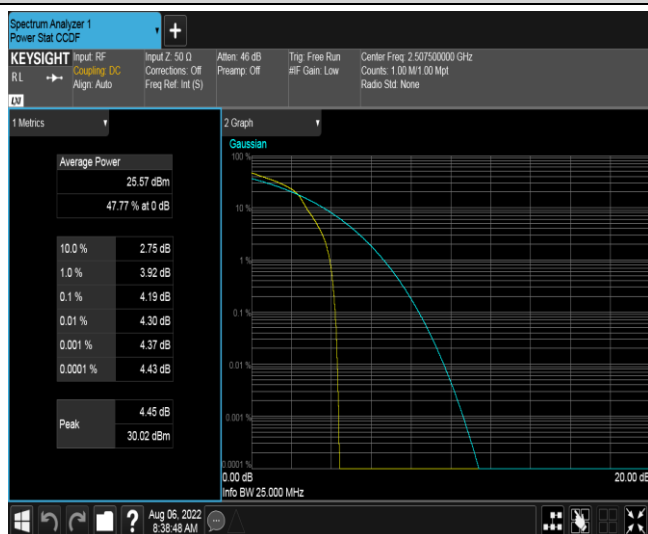 Spectrum Analyzer 1
Power Stat CCDF
KEYSIGHT
RL
LXI
Input: RF
Coupling: DC
Align: Auto
Input Z: 50 Ω
Corrections: Off
Freq Ref: Int (S)
Atten: 46 dB
Preamp: Off
Trig: Free Run
#IF Gain: Low
Center Freq: 2.507500000 GHz
Counts: 1.00 M/1.00 Mpt
Radio Std: None
1 Metrics
Average Power
25.57 dBm
47.77 % at 0 dB
10.0 % 2.75 dB
1.0 % 3.92 dB
0.1 % 4.19 dB
0.01 % 4.30 dB
0.001 % 4.37 dB
0.0001 % 4.43 dB
Peak
4.45 dB
30.02 dBm
2 Graph
Gaussian
100 %
10 %
1 %
0.1 %
0.01 %
0.001 %
0.0001 %
0.00 dB
20.00 dB
Info BW 25.000 MHz
Aug 06, 2022
8:38:48 AM